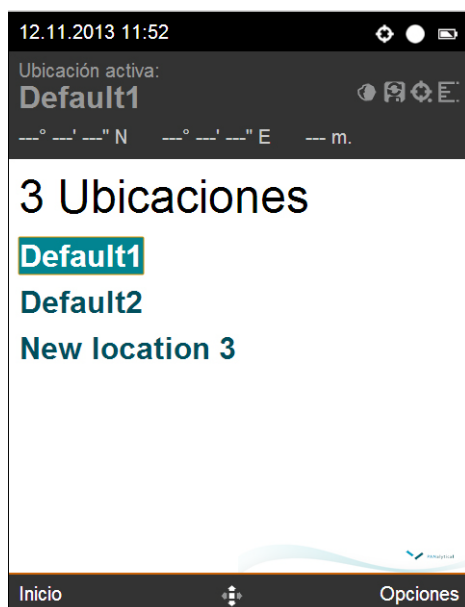 12.11.2013 11:52
Ubicación activa:
Default1
---° ---' ---" N ---° ---' ---" E --- m.
3 Ubicaciones
Default1
Default2
New location 3
Inicio Opciones